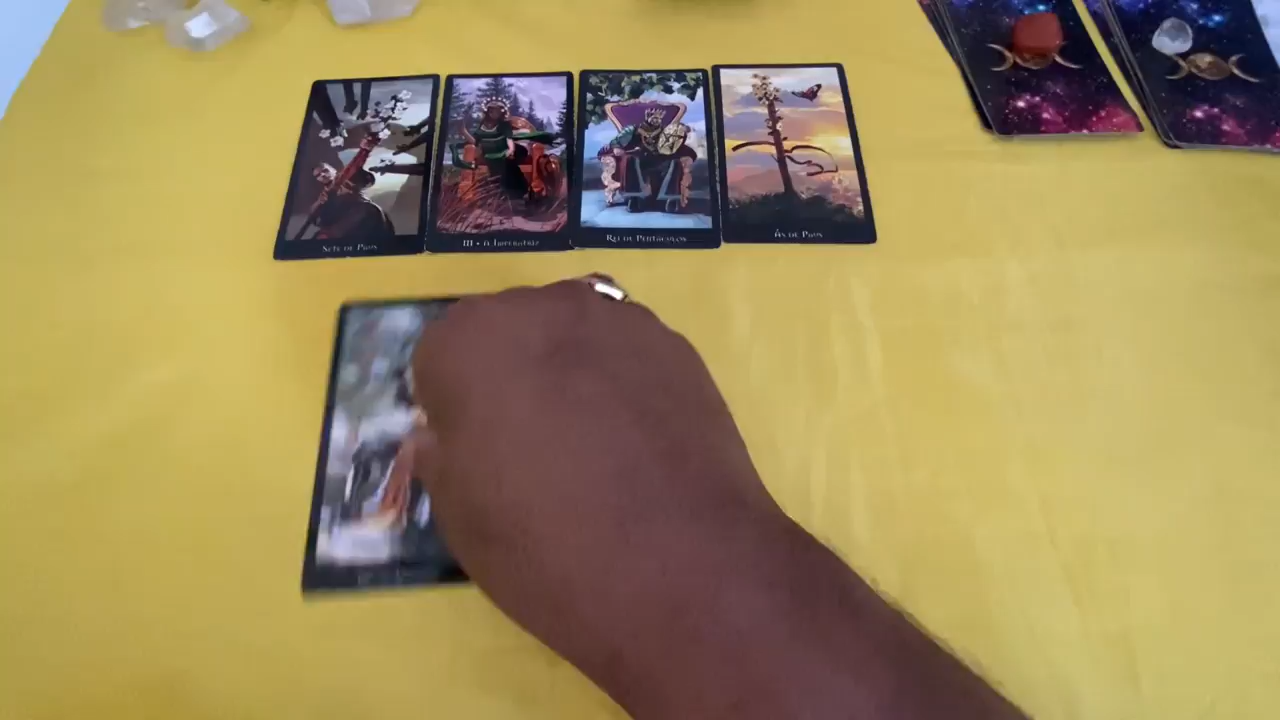 SETE DE PAUS
III • A IMPERATRIZ
REI DE PENTÁCULOS
ÁS DE PAUS